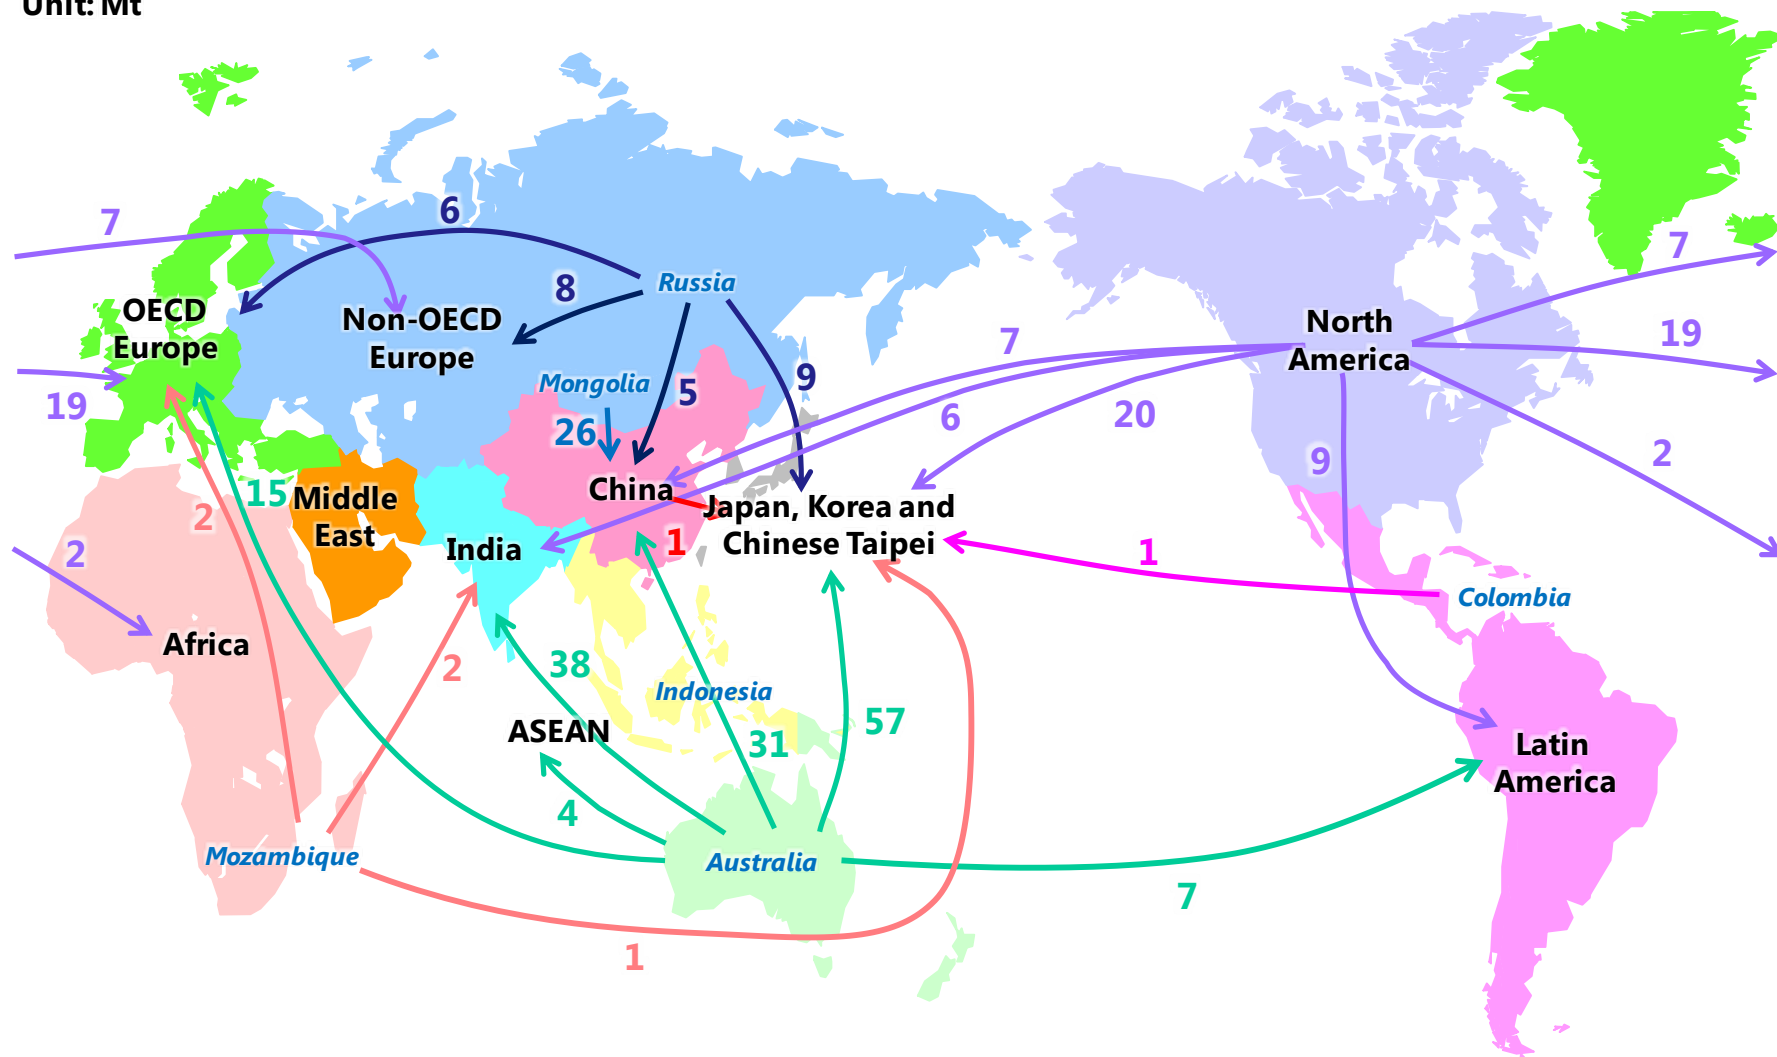 Unit: Mt
7
6
8
Russia
OECD
Europe
Non-OECD
Europe
19
Mongolia
26
5
9
7
6
20
North
America
7
19
2
9
15
2
Middle
East
China
Japan, Korea and
Chinese Taipei
1
India
1
Colombia
2
Africa
2
38
Indonesia
ASEAN
31
57
4
Latin
America
Mozambique
Australia
7
1